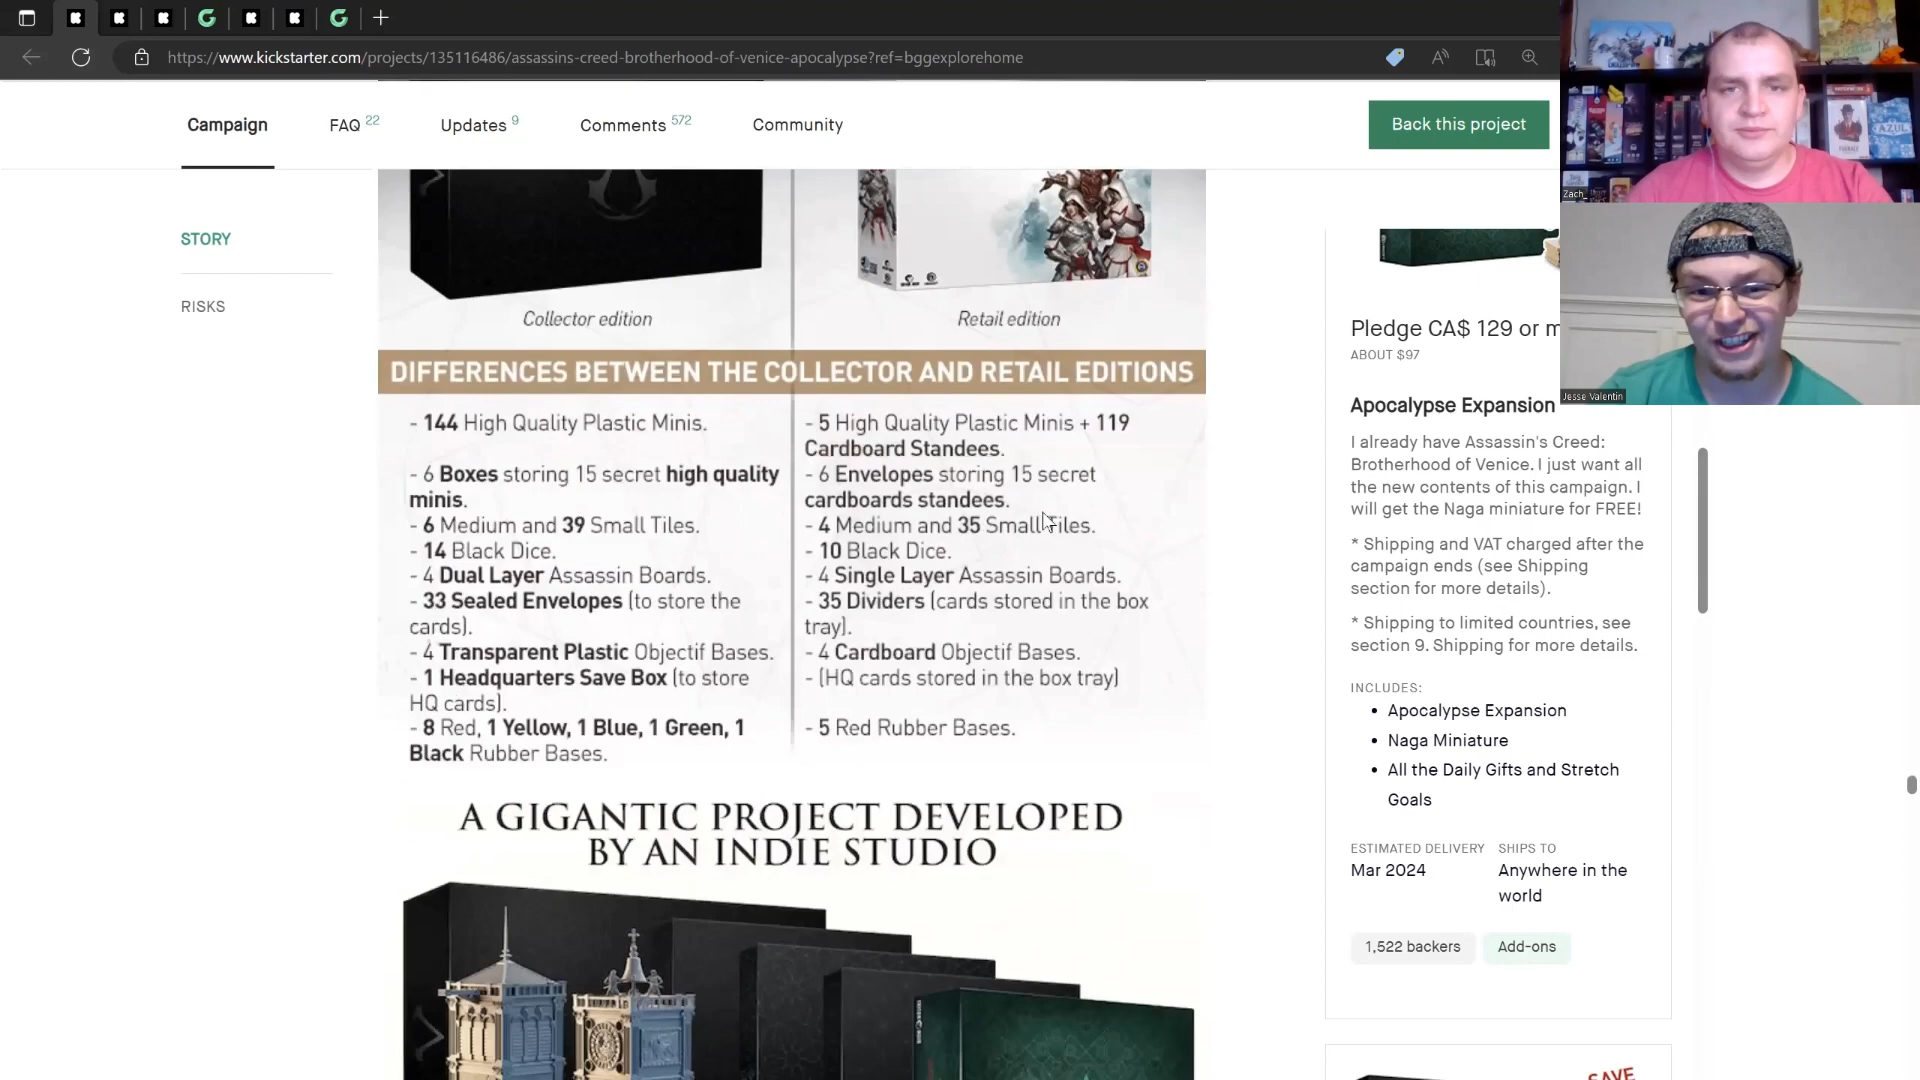 https://www.kickstarter.com/projects/135116486/assassins-creed-brotherhood-of-venice-apocalypse?ref=bggexplorehome
Campaign
FAQ 22
Updates 9
Comments 572
Community
Back this project
STORY
RISKS
Collector edition
Retail edition
DIFFERENCES BETWEEN THE COLLECTOR AND RETAIL EDITIONS
- 144 High Quality Plastic Minis.
- 6 Boxes storing 15 secret high quality
minis.
- 6 Medium and 39 Small Tiles.
- 14 Black Dice.
- 4 Dual Layer Assassin Boards.
- 33 Sealed Envelopes (to store the
cards).
- 4 Transparent Plastic Objectif Bases.
- 1 Headquarters Save Box (to store
HQ cards).
- 8 Red, 1 Yellow, 1 Blue, 1 Green, 1
Black Rubber Bases.
- 5 High Quality Plastic Minis + 119
Cardboard Standees.
- 6 Envelopes storing 15 secret
cardboards standees.
- 4 Medium and 35 Small Tiles.
- 10 Black Dice.
- 4 Single Layer Assassin Boards.
- 35 Dividers (cards stored in the box
tray).
- 4 Cardboard Objectif Bases.
- (HQ cards stored in the box tray)
- 5 Red Rubber Bases.
A GIGANTIC PROJECT DEVELOPED
BY AN INDIE STUDIO
Pledge CA$ 129 or m
ABOUT $97
Apocalypse Expansion
I already have Assassin's Creed:
Brotherhood of Venice. I just want all
the new contents of this campaign. I
will get the Naga miniature for FREE!
* Shipping and VAT charged after the
campaign ends (see Shipping
section for more details).
* Shipping to limited countries, see
section 9. Shipping for more details.
INCLUDES:
• Apocalypse Expansion
• Naga Miniature
• All the Daily Gifts and Stretch
Goals
ESTIMATED DELIVERY
Mar 2024
SHIPS TO
Anywhere in the
world
1,522 backers
Add-ons
SAVE
Zach_
AZUL
Jesse Valentin